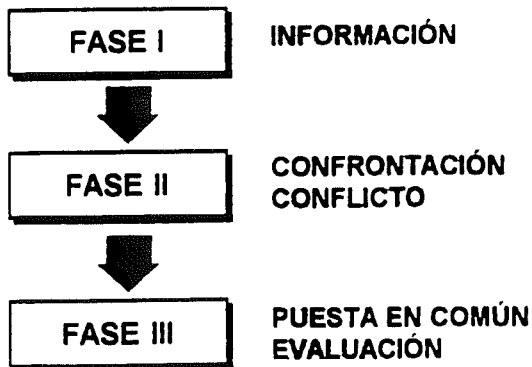 FASE I
INFORMACIÓN
FASE II
CONFRONTACIÓN
CONFLICTO
FASE III
PUESTA EN COMÚN
EVALUACIÓN